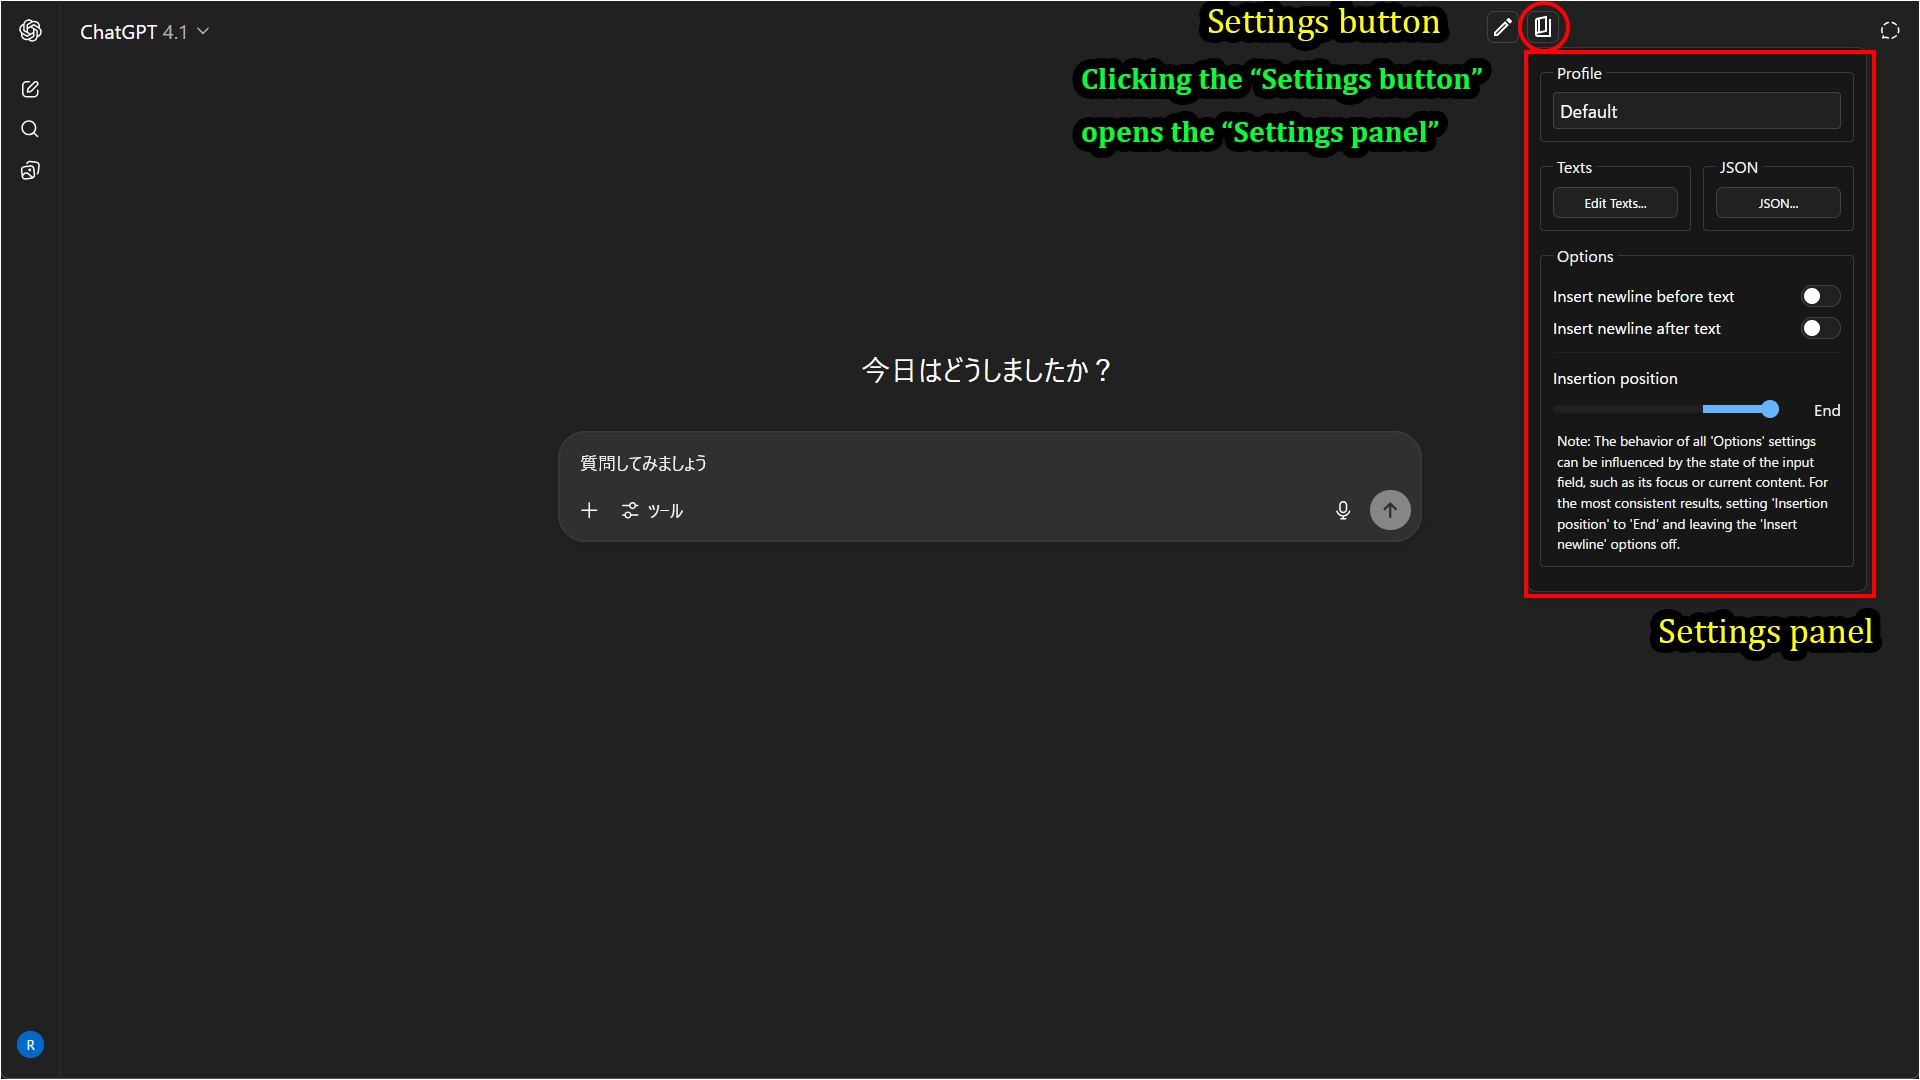 ChatGPT 4.1
Settings button
Clicking the “Settings button”
opens the “Settings panel”
Profile
Default
Texts
JSON
Edit Texts...
JSON...
Options
Insert newline before text
Insert newline after text
Insertion position
End
Note: The behavior of all 'Options' settings
can be influenced by the state of the input
field, such as its focus or current content. For
the most consistent results, setting 'Insertion
position' to 'End' and leaving the 'Insert
newline' options off.
Settings panel
今日はどうしましたか？
質問してみましょう
ツール
R